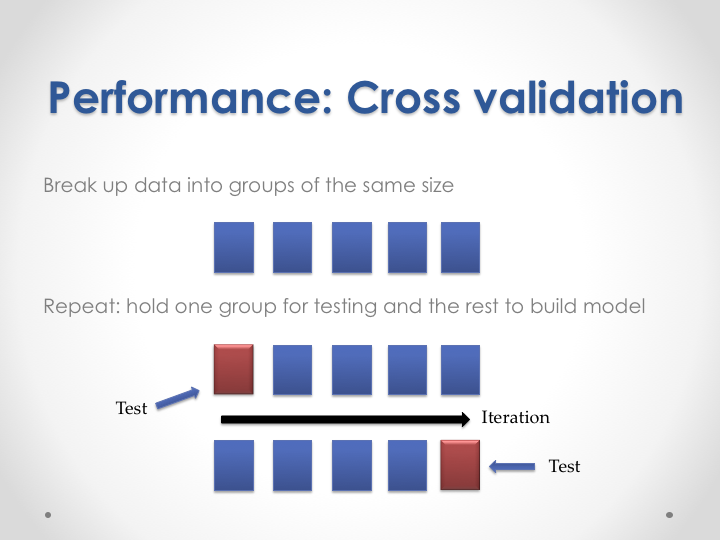 Performance: Cross validation
Break up data into groups of the same size
Repeat: hold one group for testing and the rest to build model
Test
Iteration
Test